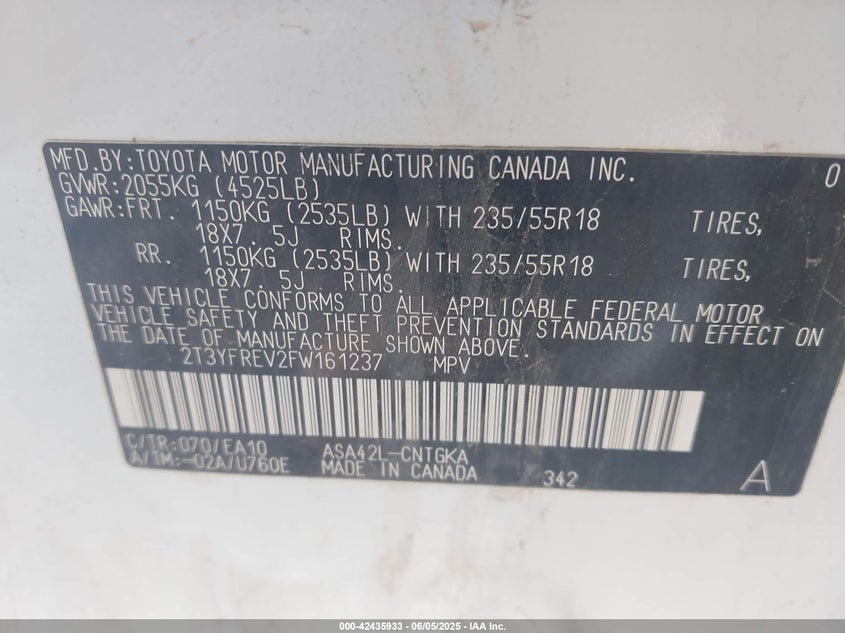 MFD.BY:TOYOTA MOTOR MANUFACTURING CANADA INC. 0
GVWR:2055KG (4525LB)
GAWR:FRT. 1150KG (2535LB) WITH 235/55R18 TIRES,
18X7. 5J RIMS.
RR. 1150KG (2535LB) WITH 235/55R18 TIRES,
18X7. 5J RIMS.
THIS VEHICLE CONFORMS TO ALL APPLICABLE FEDERAL MOTOR
VEHICLE SAFETY AND THEFT PREVENTION STANDARDS IN EFFECT ON
THE DATE OF MANUFACTURE SHOWN ABOVE.
2T3YFREV2FW161237 MPV
C/TR:070/EA10 ASA42L-CNTGKA
A/TM:-02A/U760E MADE IN CANADA 342 A
000-42435933 - 06/05/2025 - IAA Inc.